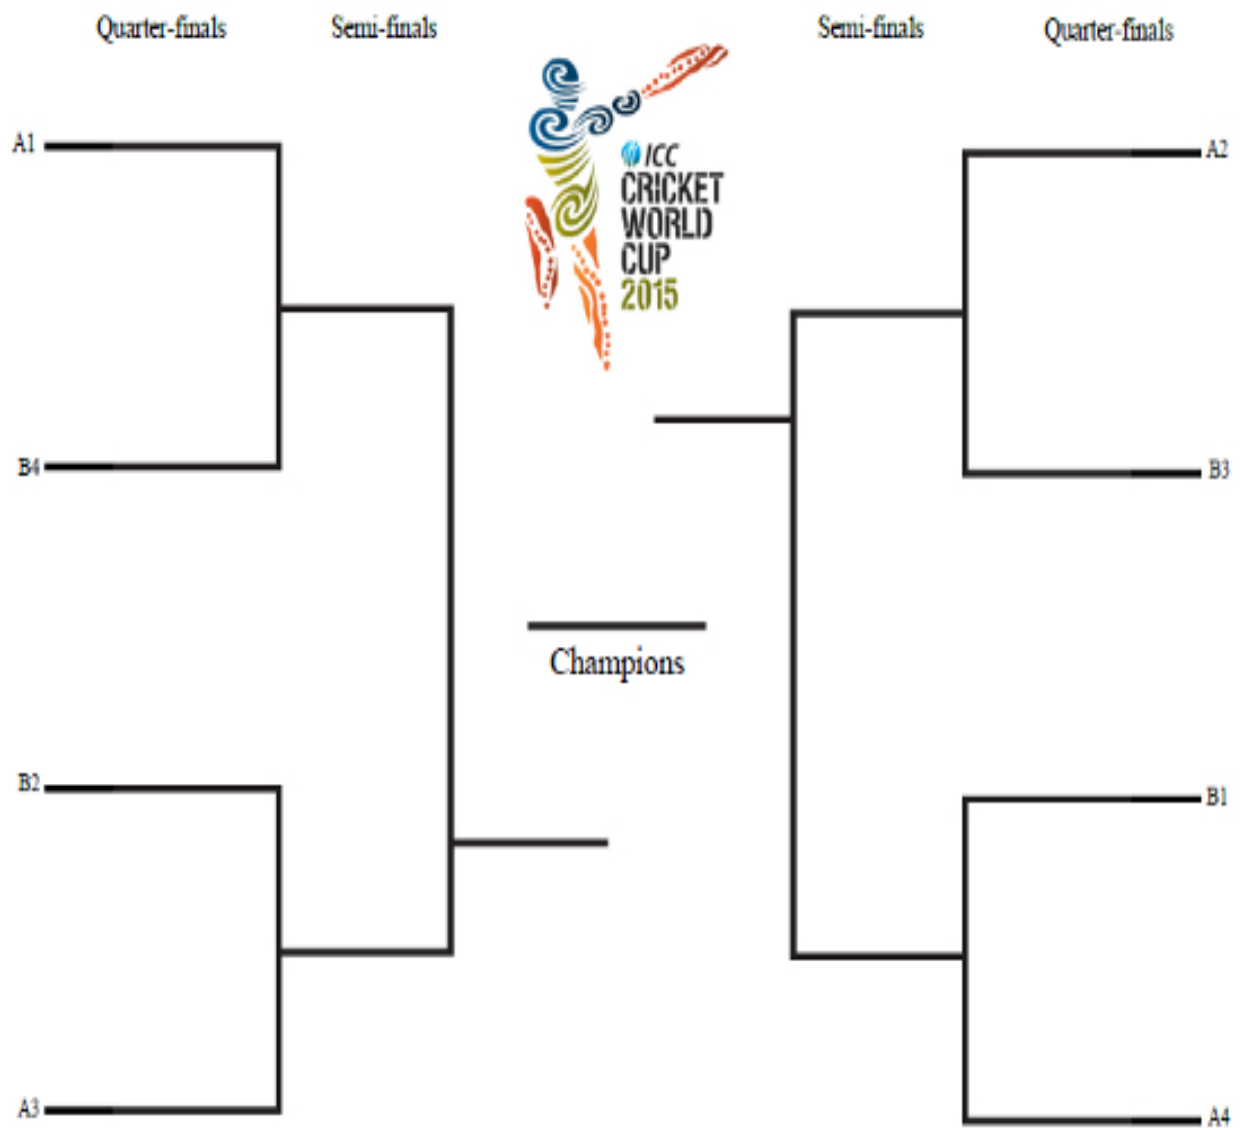 Quarter-finals
Semi-finals
Semi-finals
Quarter-finals
A1
A2
ICC
CRICKET
WORLD
CUP
2015
B4
B3
Champions
B2
B1
A3
A4